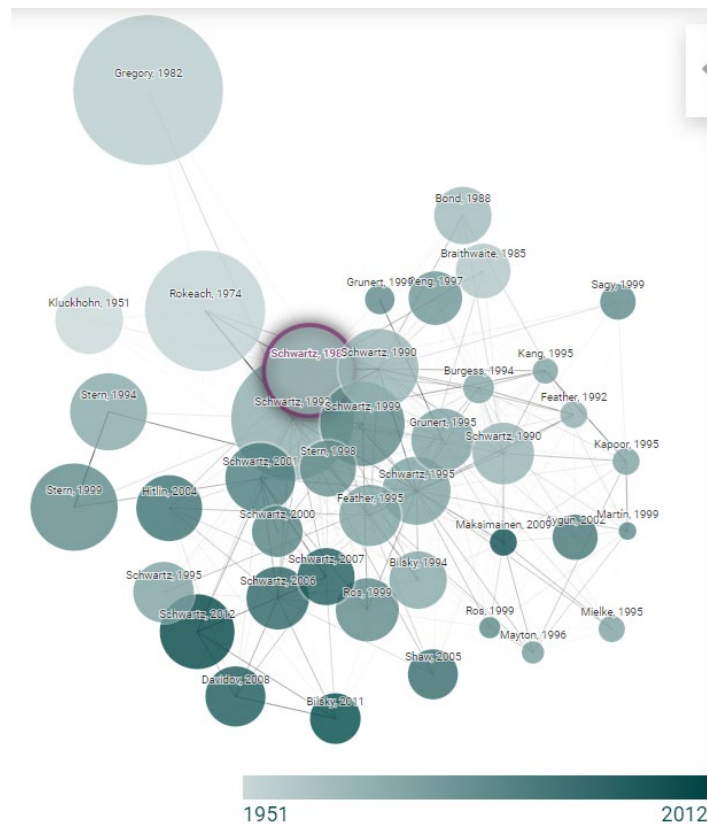 Gregory, 1982
Bond, 1988
Braithwaite, 1985
Grunert, 1999
Peng, 1997
Sagy, 1999
Rokeach, 1974
Kluckhohn, 1951
Schwartz, 1990
Kang, 1995
Burgess, 1994
Stern, 1994
Schwartz, 1992
Schwartz, 1999
Feather, 1992
Grunert, 1995
Schwartz, 1990
Kapoor, 1995
Stern, 1998
Schwartz, 2001
Schwartz, 1995
Stern, 1999
Hitlin, 2004
Feather, 1995
Schwartz, 2000
Maksimainen, 2009
Aygün, 2002
Martin, 1999
Schwartz, 2007
Bilsky, 1994
Schwartz, 1995
Schwartz, 2006
Ros, 1999
Schwartz, 2012
Ros, 1999
Mielke, 1995
Mayton, 1996
Shaw, 2005
Davidov, 2008
Bilsky, 2011
1951
2012